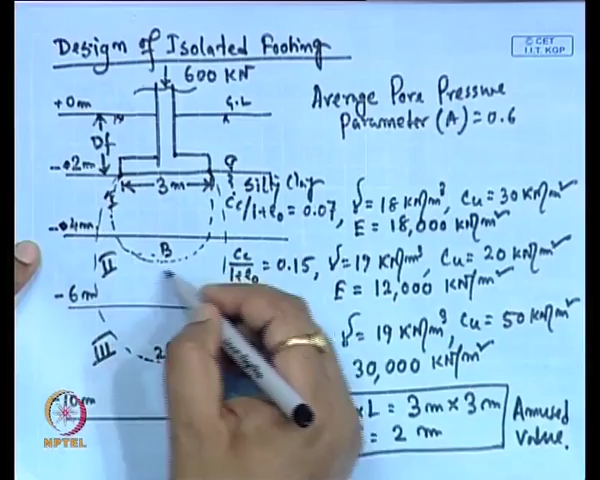 Design of Isolated Footing
© CET
I.I.T. KGP
600 KN
+0m
G.L
Average Pore Pressure
Parameter (A) = 0.6
Df
-2m
q
3m
Silty Clay
I
Cc/1+e₀ = 0.07, γ = 18 KN/m³, Cu = 30 KN/m²
E = 18,000 KN/m²
-4m
B
II
Cc/1+e₀ = 0.15, γ = 19 KN/m³, Cu = 20 KN/m²
E = 12,000 KN/m²
-6m
γ = 19 KN/m³, Cu = 50 KN/m²
III
2
30,000 KN/m²
-10m
×L = 3m × 3m
= 2 m
Assumed
value.
NPTEL